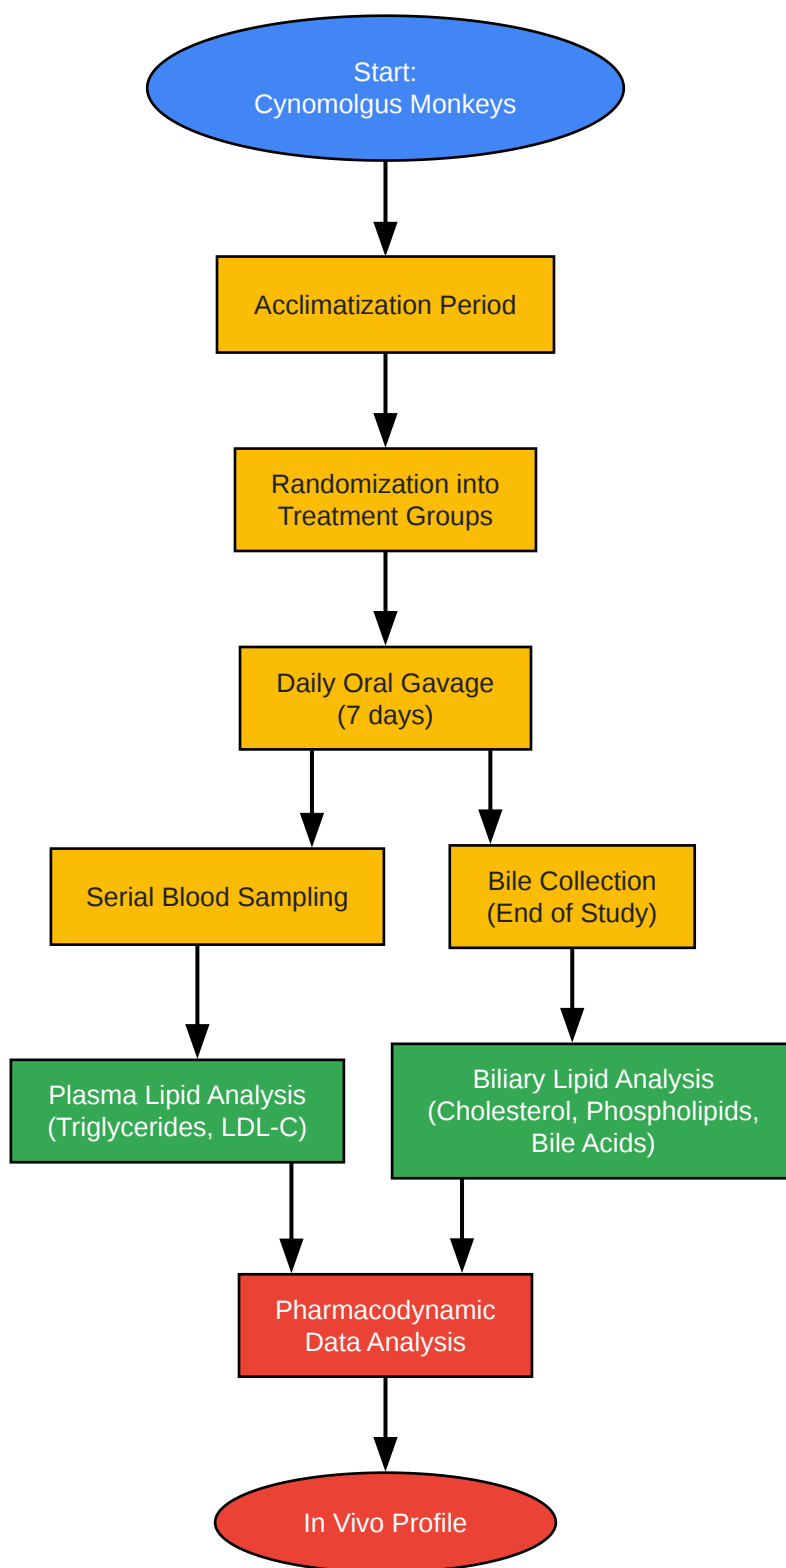 Start:
Cynomolgus Monkeys
Acclimatization Period
Randomization into
Treatment Groups
Daily Oral Gavage
(7 days)
Serial Blood Sampling
Bile Collection
(End of Study)
Plasma Lipid Analysis
(Triglycerides, LDL-C)
Biliary Lipid Analysis
(Cholesterol, Phospholipids,
Bile Acids)
Pharmacodynamic
Data Analysis
In Vivo Profile